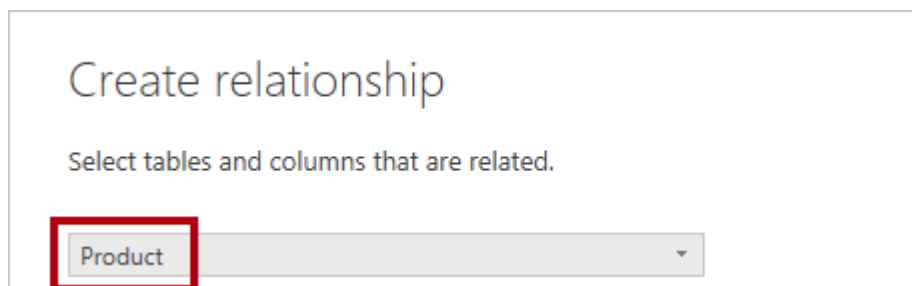 Create relationship
Select tables and columns that are related.
Product